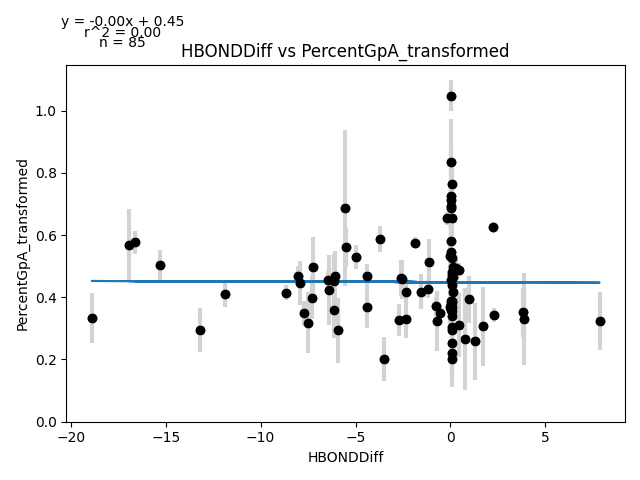 y = -0.00x + 0.45
r^2 = 0.00
n = 85
HBONDDiff vs PercentGpA_transformed
1.0
0.8
0.6
0.4
0.2
0.0
PercentGpA_transformed
−20
−15
−10
−5
0
5
HBONDDiff